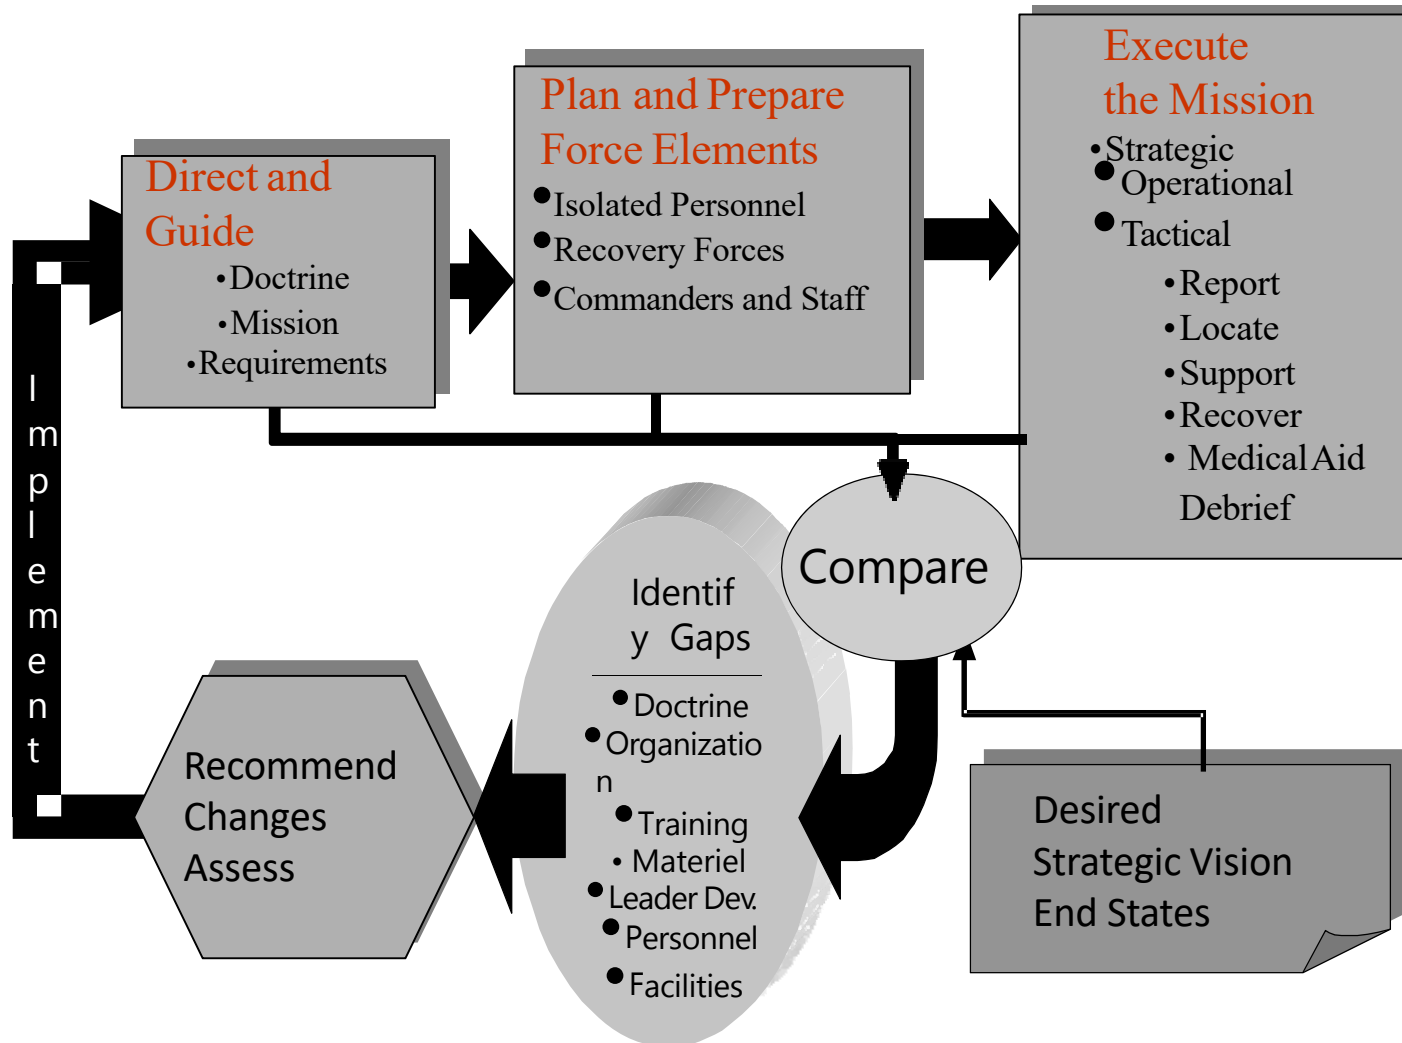 Direct and
Guide
•Doctrine
•Mission
•Requirements
Plan and Prepare
Force Elements
•Isolated Personnel
•Recovery Forces
•Commanders and Staff
Execute
the Mission
•Strategic
•Operational
•Tactical
•Report
•Locate
•Support
•Recover
• Medical Aid
Debrief
Compare
Identif
y Gaps
•Doctrine
•Organizatio
n
•Training
• Materiel
•Leader Dev.
•Personnel
•Facilities
Desired
Strategic Vision
End States
Recommend
Changes
Assess
I
m
p
l
e
m
e
n
t